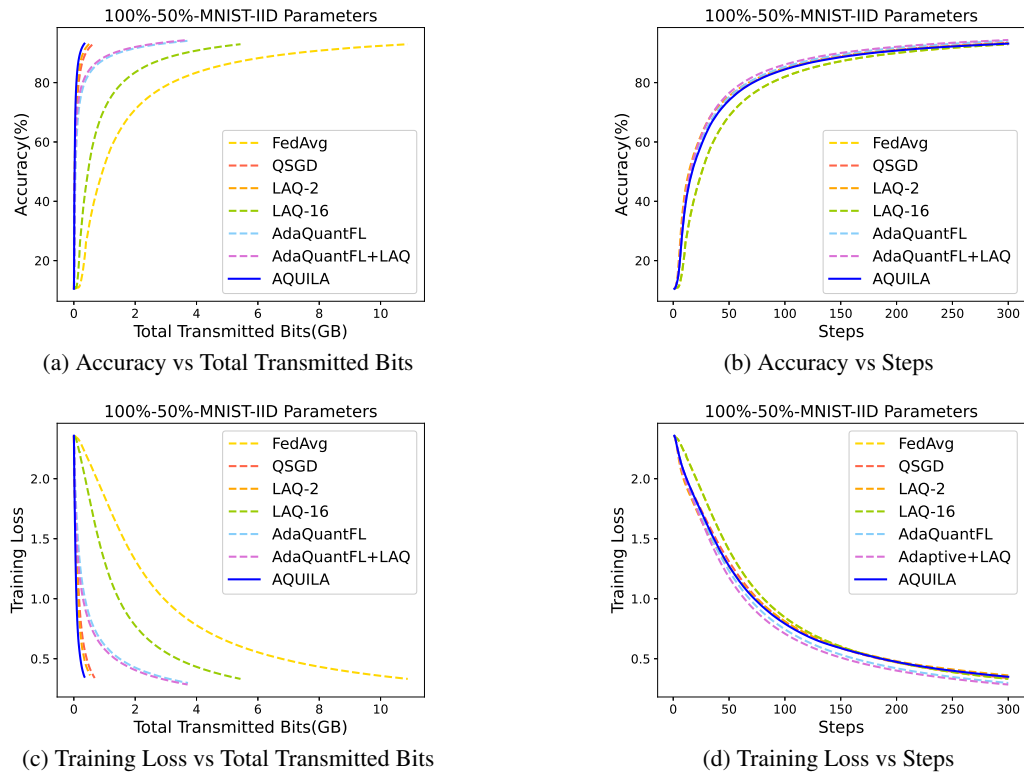 100%-50%-MNIST-IID Parameters
Accuracy(%)
80
60
40
20
FedAvg
QSGD
LAQ-2
LAQ-16
AdaQuantFL
AdaQuantFL+LAQ
AQUILA
0 2 4 6 8 10
Total Transmitted Bits(GB)
(a) Accuracy vs Total Transmitted Bits
100%-50%-MNIST-IID Parameters
Accuracy(%)
80
60
40
20
FedAvg
QSGD
LAQ-2
LAQ-16
AdaQuantFL
AdaQuantFL+LAQ
AQUILA
0 50 100 150 200 250 300
Steps
(b) Accuracy vs Steps
100%-50%-MNIST-IID Parameters
Training Loss
2.0
1.5
1.0
0.5
FedAvg
QSGD
LAQ-2
LAQ-16
AdaQuantFL
AdaQuantFL+LAQ
AQUILA
0 2 4 6 8 10
Total Transmitted Bits(GB)
(c) Training Loss vs Total Transmitted Bits
100%-50%-MNIST-IID Parameters
Training Loss
2.0
1.5
1.0
0.5
FedAvg
QSGD
LAQ-2
LAQ-16
AdaQuantFL
Adaptive+LAQ
AQUILA
0 50 100 150 200 250 300
Steps
(d) Training Loss vs Steps